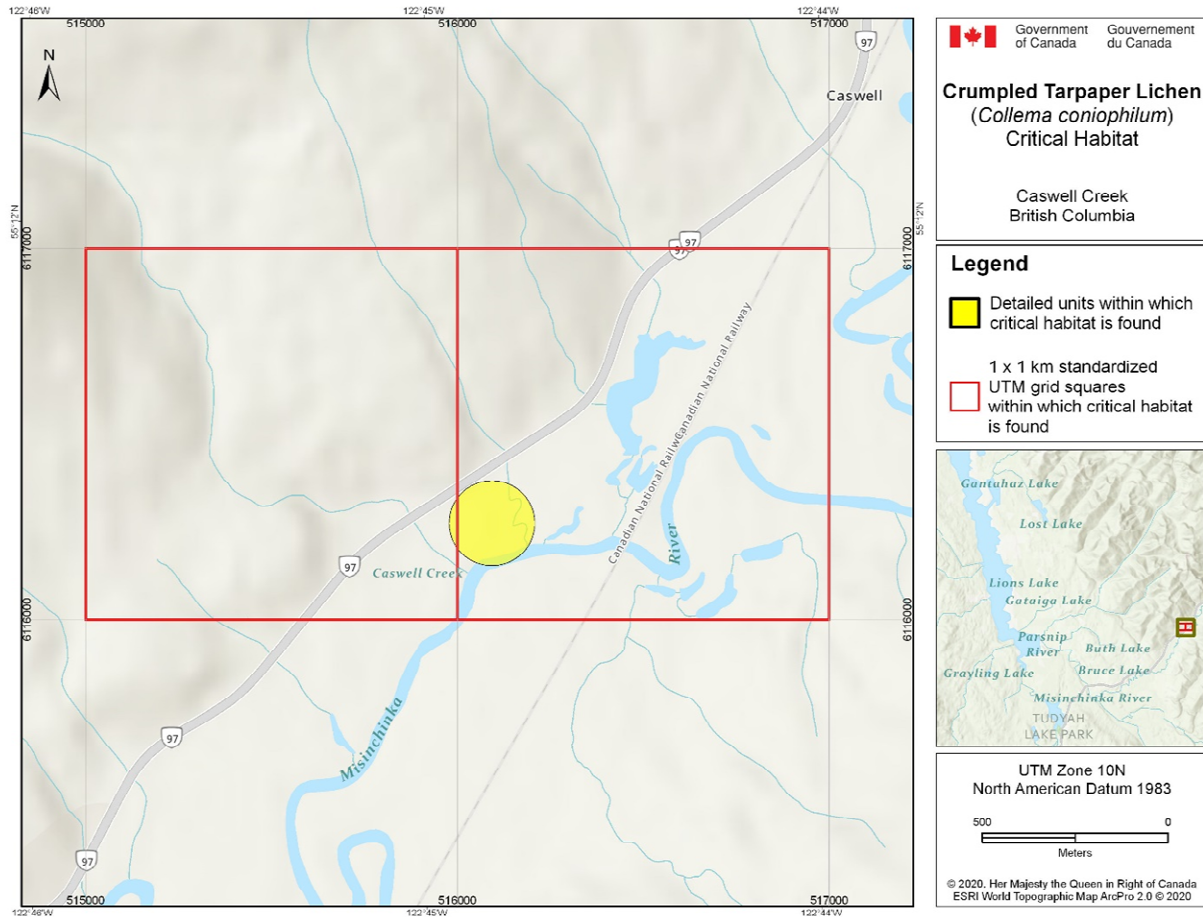 122°46'W
122°45'W
122°44'W
515000
516000
517000
N
97
Caswell
55°12'N
55°12'N
6117000
6117000
97
97
Canadian National Railway
Canadian National Railway
River
97
Caswell Creek
6116000
6116000
Misinchinka
97
97
515000
516000
517000
122°46'W
122°45'W
122°44'W
Government
of Canada
Gouvernement
du Canada
Crumpled Tarpaper Lichen
(Collema coniophilum)
Critical Habitat
Caswell Creek
British Columbia
Legend
Detailed units within which
critical habitat is found
1 x 1 km standardized
UTM grid squares
within which critical habitat
is found
Gantuhaz Lake
Lost Lake
Lions Lake
Gataiga Lake
Parsnip
River
Buth Lake
Bruce Lake
Grayling Lake
Misinchinka River
TUDYAH
LAKE PARK
UTM Zone 10N
North American Datum 1983
500
0
Meters
© 2020. Her Majesty the Queen in Right of Canada
ESRI World Topographic Map ArcPro 2.0 © 2020